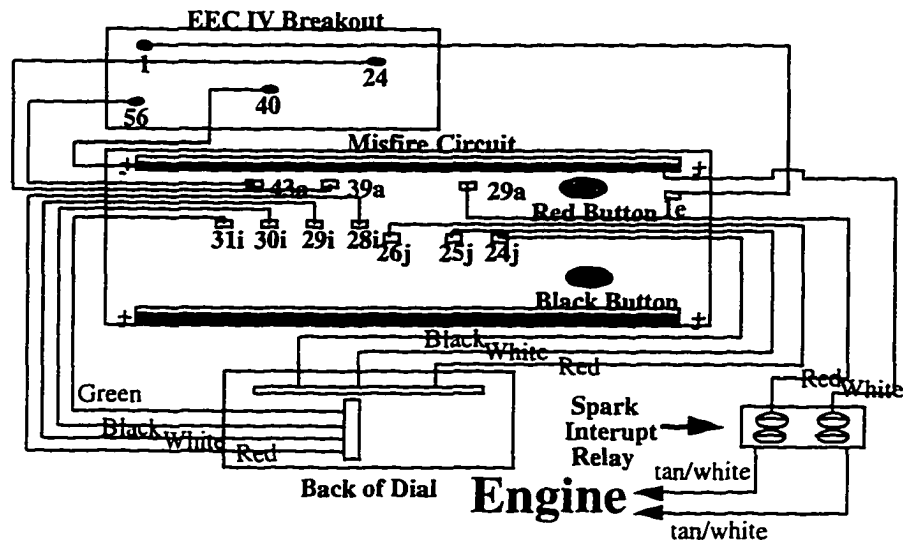 EEC IV Breakout
1
24
40
56
Misfire Circuit
+ +
43a 39a 29a
Red Button 1e
31i 30i 29i 28i 26j 25j 24j
Black Button
+ +
Black
White
Red
Green
Black
White
Red
Back of Dial
Red
White
Spark
Interupt
Relay
tan/white
Engine
tan/white